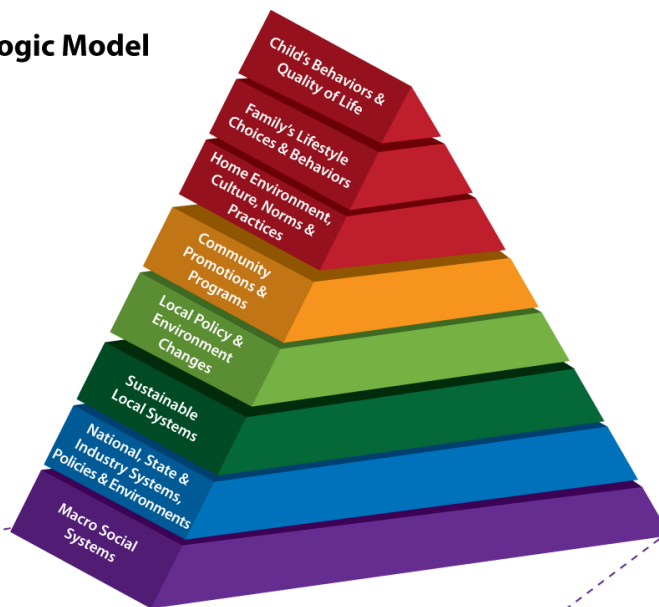 ogic Model
Child's Behaviors &
Quality of Life
Family's Lifestyle
Choices & Behaviors
Home Environment,
Culture, Norms &
Practices
Community
Promotions &
Programs
Local Policy &
Environment
Changes
Sustainable
Local Systems
National, State &
Industry Systems,
Policies & Environments
Macro Social
Systems